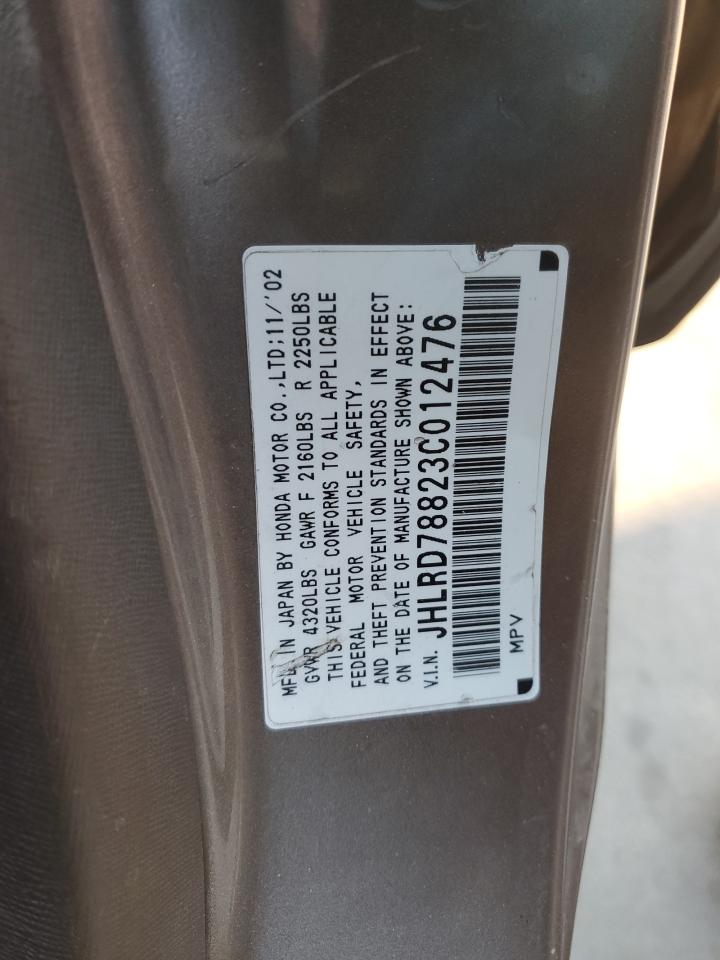 MFD IN JAPAN BY HONDA MOTOR CO.,LTD;11/'02
GVWR 4320LBS GAWR F 2160LBS R 2250LBS
THIS VEHICLE CONFORMS TO ALL APPLICABLE
FEDERAL MOTOR VEHICLE SAFETY,
AND THEFT PREVENTION STANDARDS IN EFFECT
ON THE DATE OF MANUFACTURE SHOWN ABOVE:
V.I.N. JHLRD78823C012476
MPV